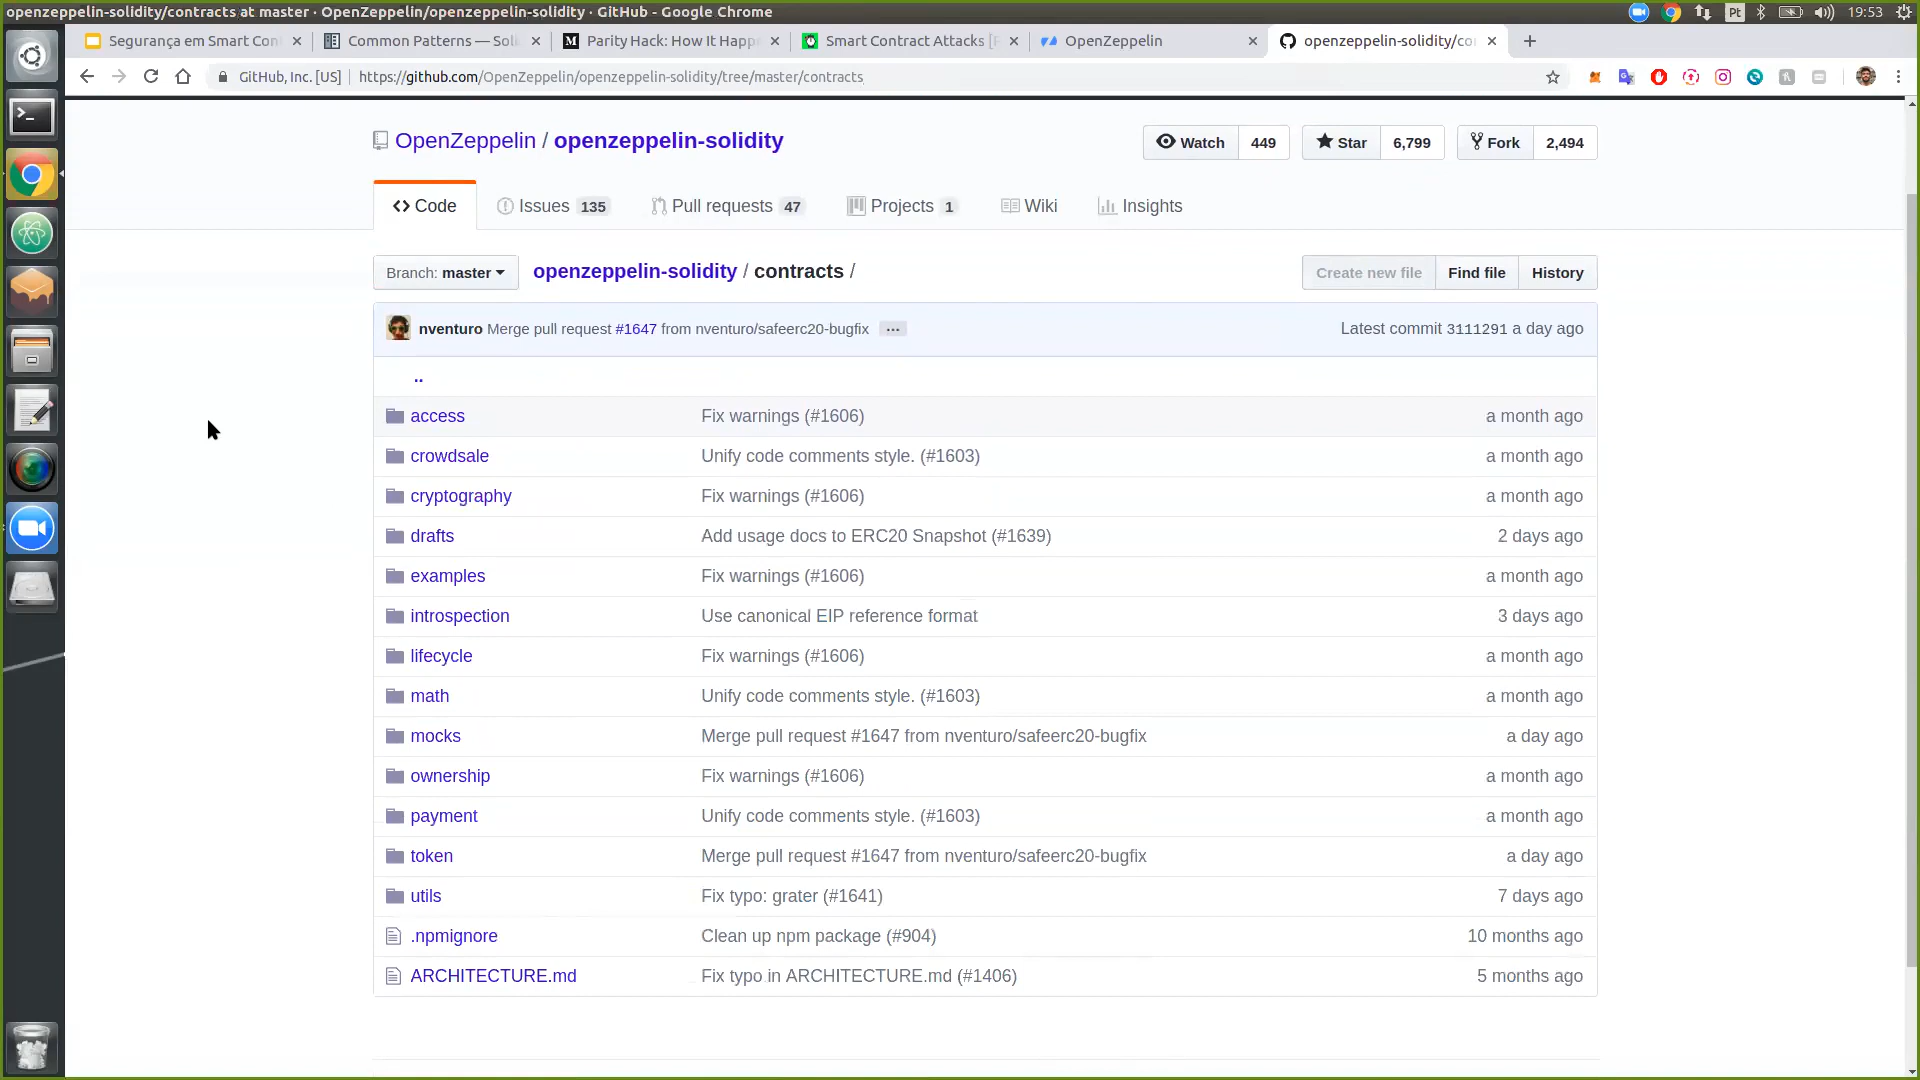 openzeppelin-solidity/contracts at master · OpenZeppelin/openzeppelin-solidity · GitHub - Google Chrome
Pt
19:53
Segurança em Smart Con
Common Patterns — Soli
Parity Hack: How It Happ
Smart Contract Attacks [
OpenZeppelin
openzeppelin-solidity/co
GitHub, Inc. [US]
https://github.com/OpenZeppelin/openzeppelin-solidity/tree/master/contracts
OpenZeppelin / openzeppelin-solidity
Watch 449
Star 6,799
Fork 2,494
Code
Issues 135
Pull requests 47
Projects 1
Wiki
Insights
Branch: master
openzeppelin-solidity / contracts /
Create new file
Find file
History
nventuro Merge pull request #1647 from nventuro/safeerc20-bugfix ...
Latest commit 3111291 a day ago
..
access Fix warnings (#1606) a month ago
crowdsale Unify code comments style. (#1603) a month ago
cryptography Fix warnings (#1606) a month ago
drafts Add usage docs to ERC20 Snapshot (#1639) 2 days ago
examples Fix warnings (#1606) a month ago
introspection Use canonical EIP reference format 3 days ago
lifecycle Fix warnings (#1606) a month ago
math Unify code comments style. (#1603) a month ago
mocks Merge pull request #1647 from nventuro/safeerc20-bugfix a day ago
ownership Fix warnings (#1606) a month ago
payment Unify code comments style. (#1603) a month ago
token Merge pull request #1647 from nventuro/safeerc20-bugfix a day ago
utils Fix typo: grater (#1641) 7 days ago
.npmignore Clean up npm package (#904) 10 months ago
ARCHITECTURE.md Fix typo in ARCHITECTURE.md (#1406) 5 months ago